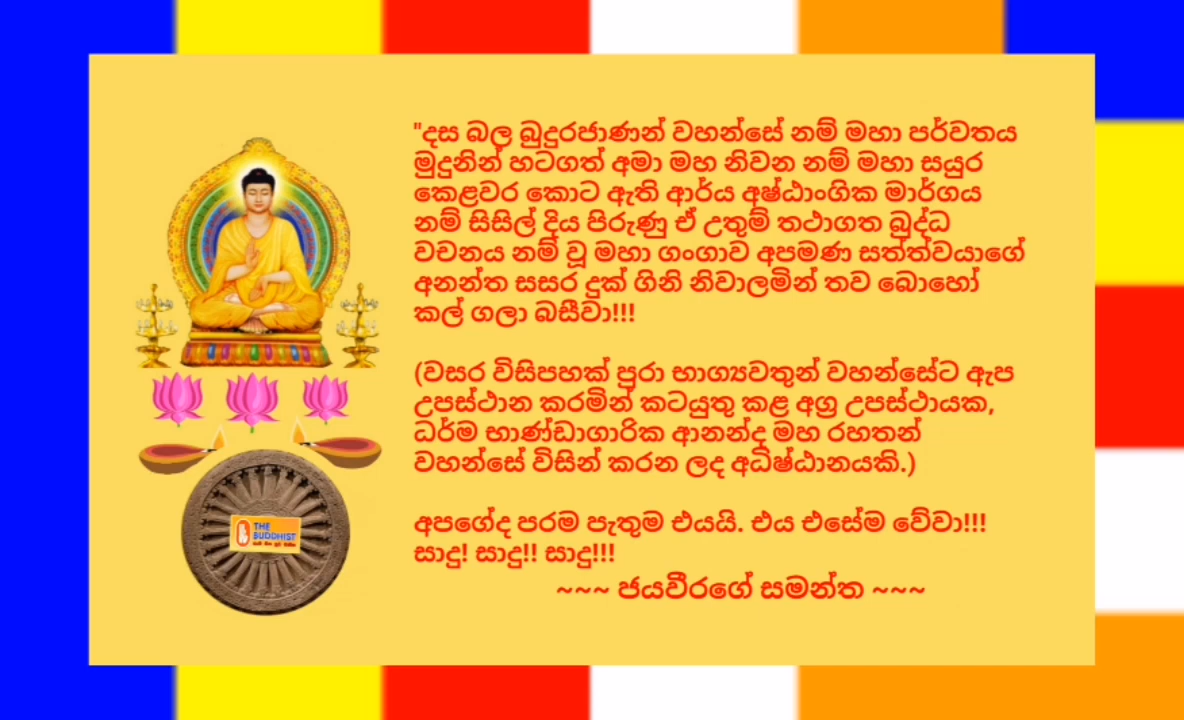 "දස බල බුදුරජාණන් වහන්සේ නම් මහා පර්වතය
මුදුනින් හටගත් අමා මහ නිවන නම් මහා සයුර
කෙළවර කොට ඇති ආර්ය අෂ්ඨාංගික මාර්ගය
නම් සිසිල් දිය පිරුණු ඒ උතුම් තථාගත බුද්ධ
වචනය නම් වූ මහා ගංගාව අපමණ සත්ත්වයාගේ
අනන්ත සසර දුක් ගිනි නිවාලමින් තව බොහෝ
කල් ගලා බසීවා!!!
(වසර විසිපහක් පුරා භාග්‍යවතුන් වහන්සේට ඇප
උපස්ථාන කරමින් කටයුතු කළ අග්‍ර උපස්ථායක,
ධර්ම භාණ්ඩාගාරික ආනන්ද මහ රහතන්
වහන්සේ විසින් කරන ලද අධිෂ්ඨානයකි.)
අපගේද පරම පැතුම එයයි. එය එසේම වේවා!!!
සාදු! සාදු!! සාදු!!!
~~~ ජයවීරගේ සමන්ත ~~~
THE
BUDDHIST